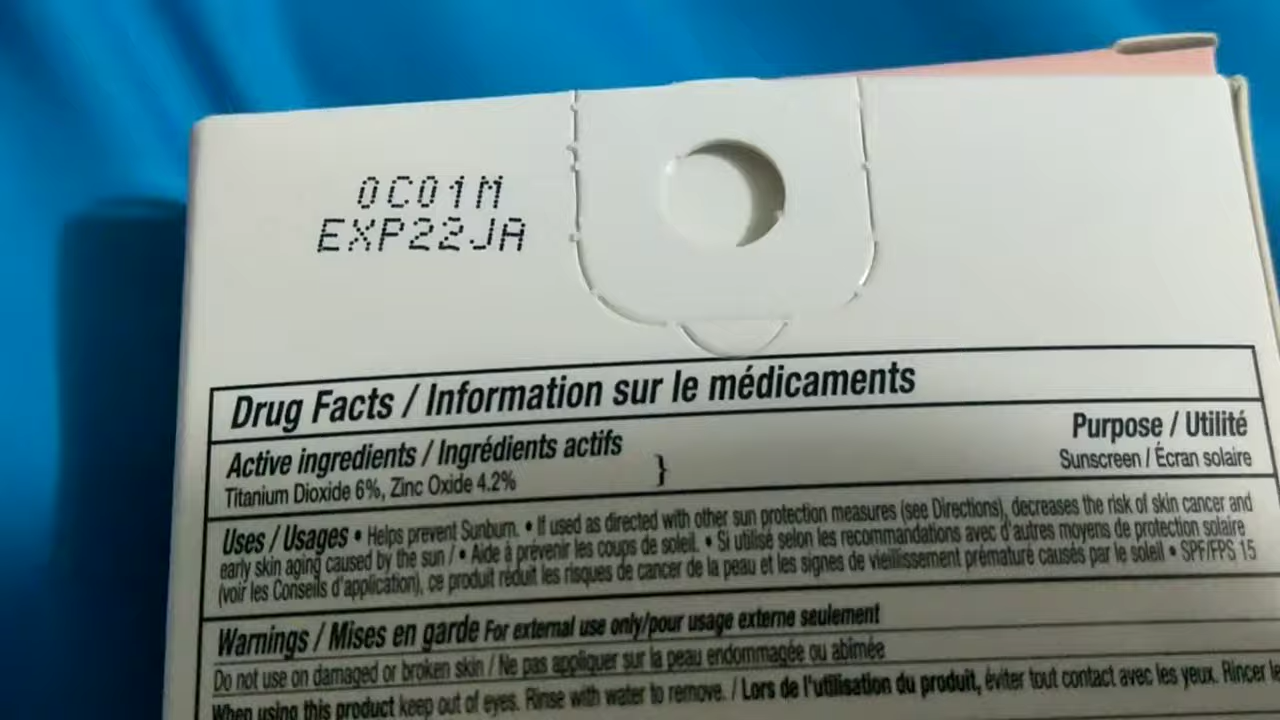 0C01M
EXP22JA
Drug Facts / Information sur le médicaments
Active ingredients / Ingrédients actifs
Purpose / Utilité
Titanium Dioxide 6%, Zinc Oxide 4.2%
}
Sunscreen / Écran solaire
Uses / Usages • Helps prevent Sunburn. • If used as directed with other sun protection measures (see Directions), decreases the risk of skin cancer and
early skin aging caused by the sun / • Aide à prévenir les coups de soleil. • Si utilisé selon les recommandations avec d'autres moyens de protection solaire
(voir les Conseils d'application), ce produit réduit les risques de cancer de la peau et les signes de vieillissement prématuré causés par le soleil • SPF/FPS 15
Warnings / Mises en garde For external use only/pour usage externe seulement
Do not use on damaged or broken skin / Ne pas appliquer sur la peau endommagée ou abîmée
When using this product keep out of eyes. Rinse with water to remove. / Lors de l'utilisation du produit, éviter tout contact avec les yeux. Rincer le